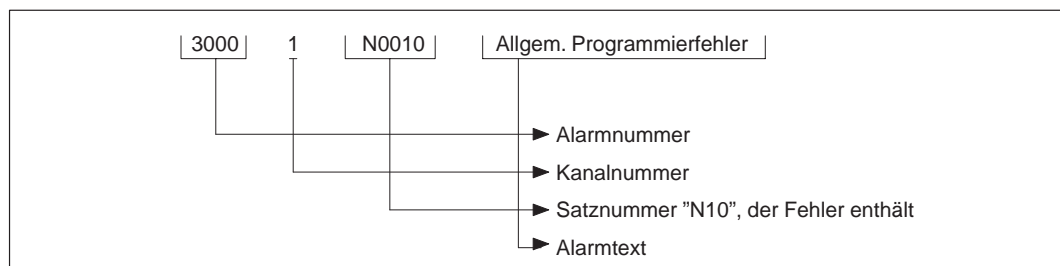 3000 1 N0010 Allgem. Programmierfehler
Alarmnummer
Kanalnummer
Satznummer ”N10”, der Fehler enthält
Alarmtext